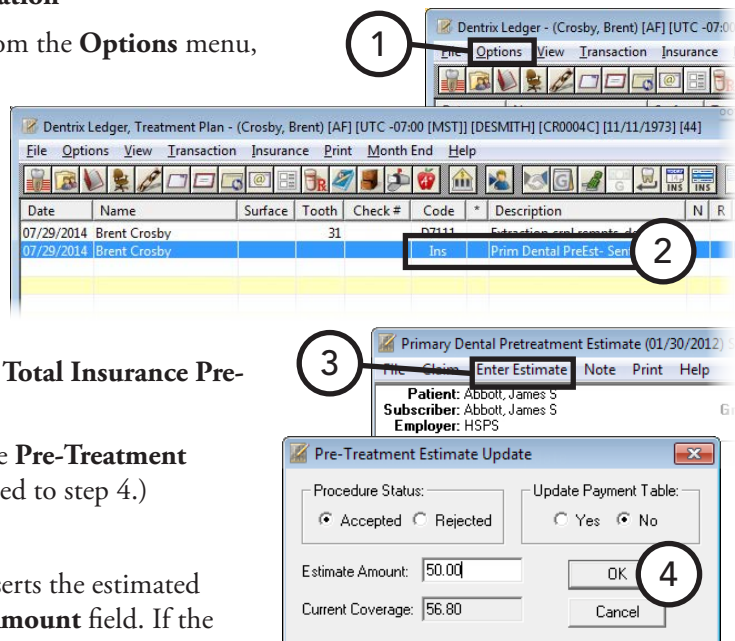 ation
om the Options menu,
1
Dentrix Ledger - (Crosby, Brent) [AF] [UTC -07:00
File Options View Transaction Insurance
Dentrix Ledger, Treatment Plan - (Crosby, Brent) [AF] [UTC -07:00 [MST]] [DESMITH] [CR0004C] [11/11/1973] [44]
File Options View Transaction Insurance Print Month End Help
INS INS
Date Name Surface Tooth Check # Code * Description N R
07/29/2014 Brent Crosby 31 D7111
07/29/2014 Brent Crosby Ins Prim Dental PreEst- Sent
2
Total Insurance Pre-
e Pre-Treatment
ed to step 4.)
serts the estimated
mount field. If the
3
Primary Dental Pretreatment Estimate (01/30/2012)
File Claim Enter Estimate Note Print Help
Patient: Abbott, James S
Subscriber: Abbott, James S
Employer: HSPS
Pre-Treatment Estimate Update
Procedure Status: Update Payment Table:
Accepted Rejected Yes No
Estimate Amount: 50.00 OK
4
Current Coverage: 56.80 Cancel